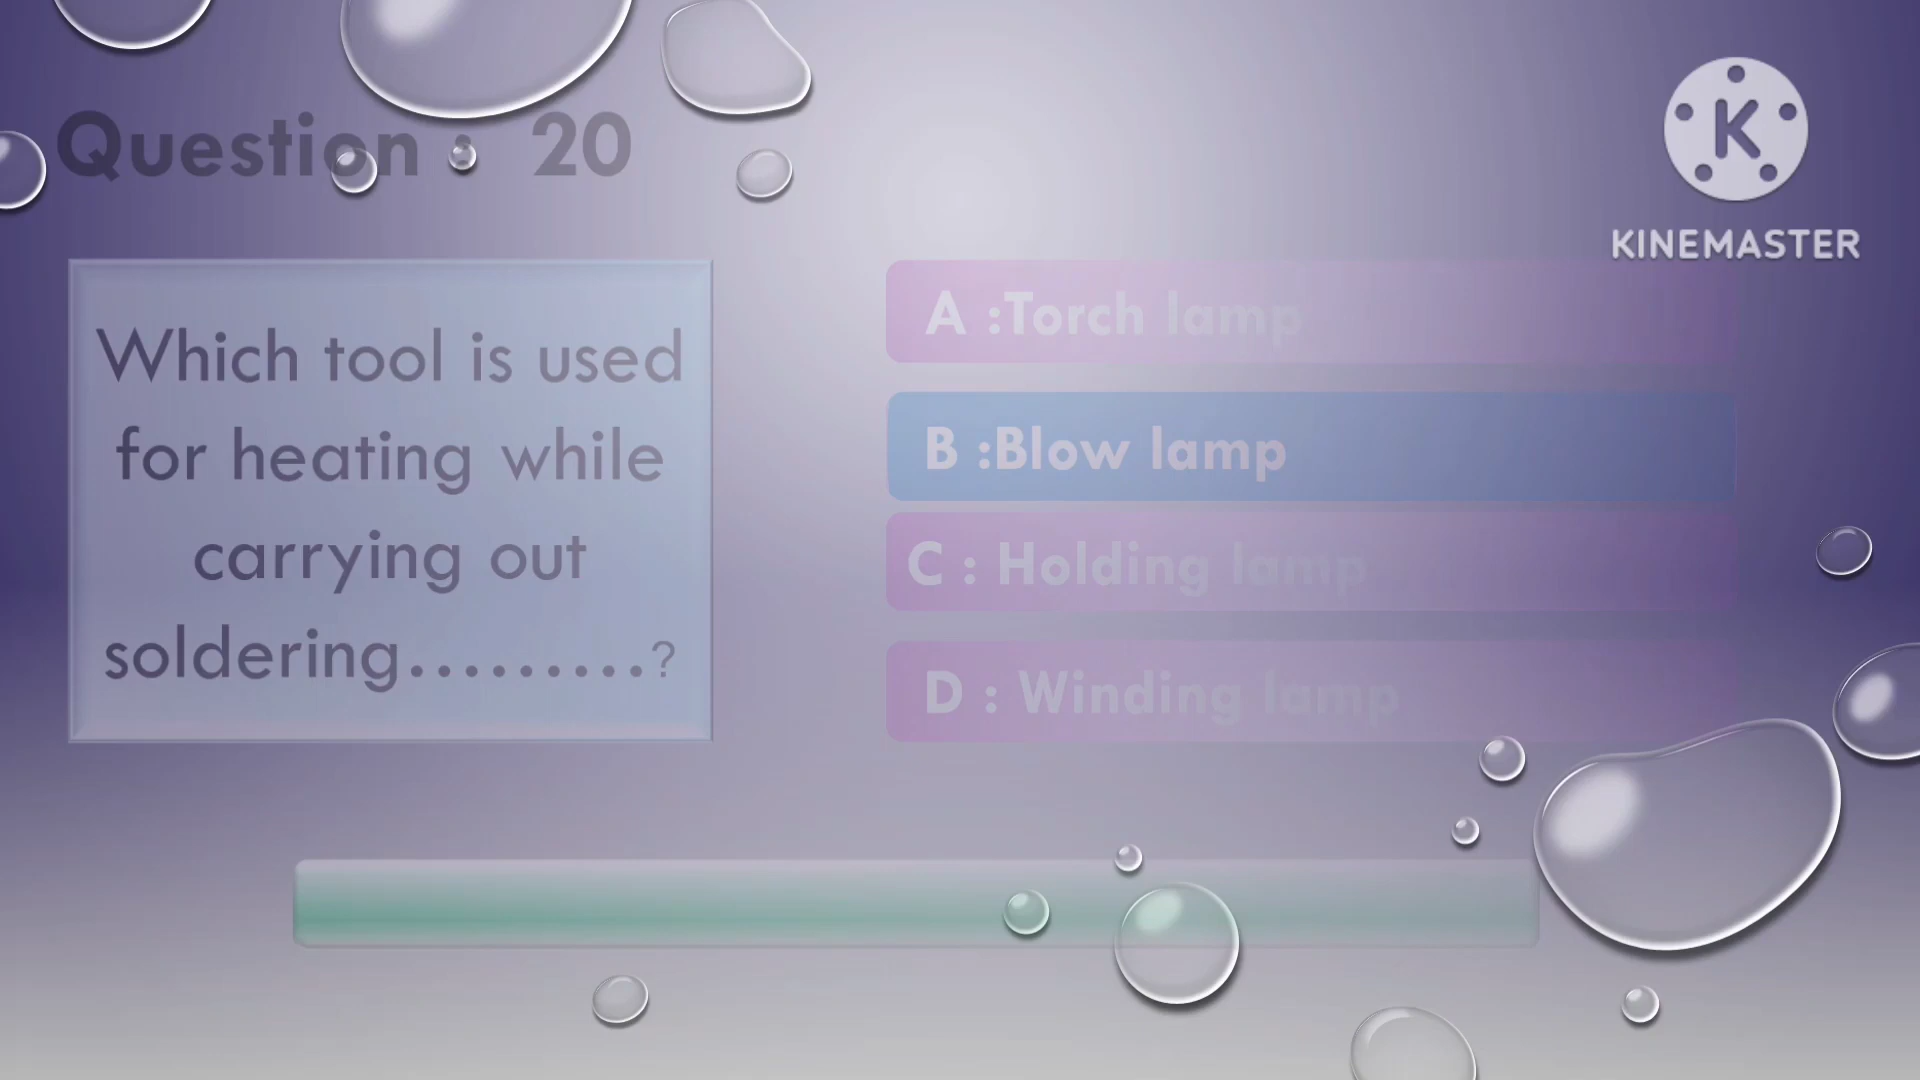 Question : 20
KINEMASTER
Which tool is used
for heating while
carrying out
soldering.........?
A :Torch lamp
B :Blow lamp
C : Holding lamp
D : Winding lamp